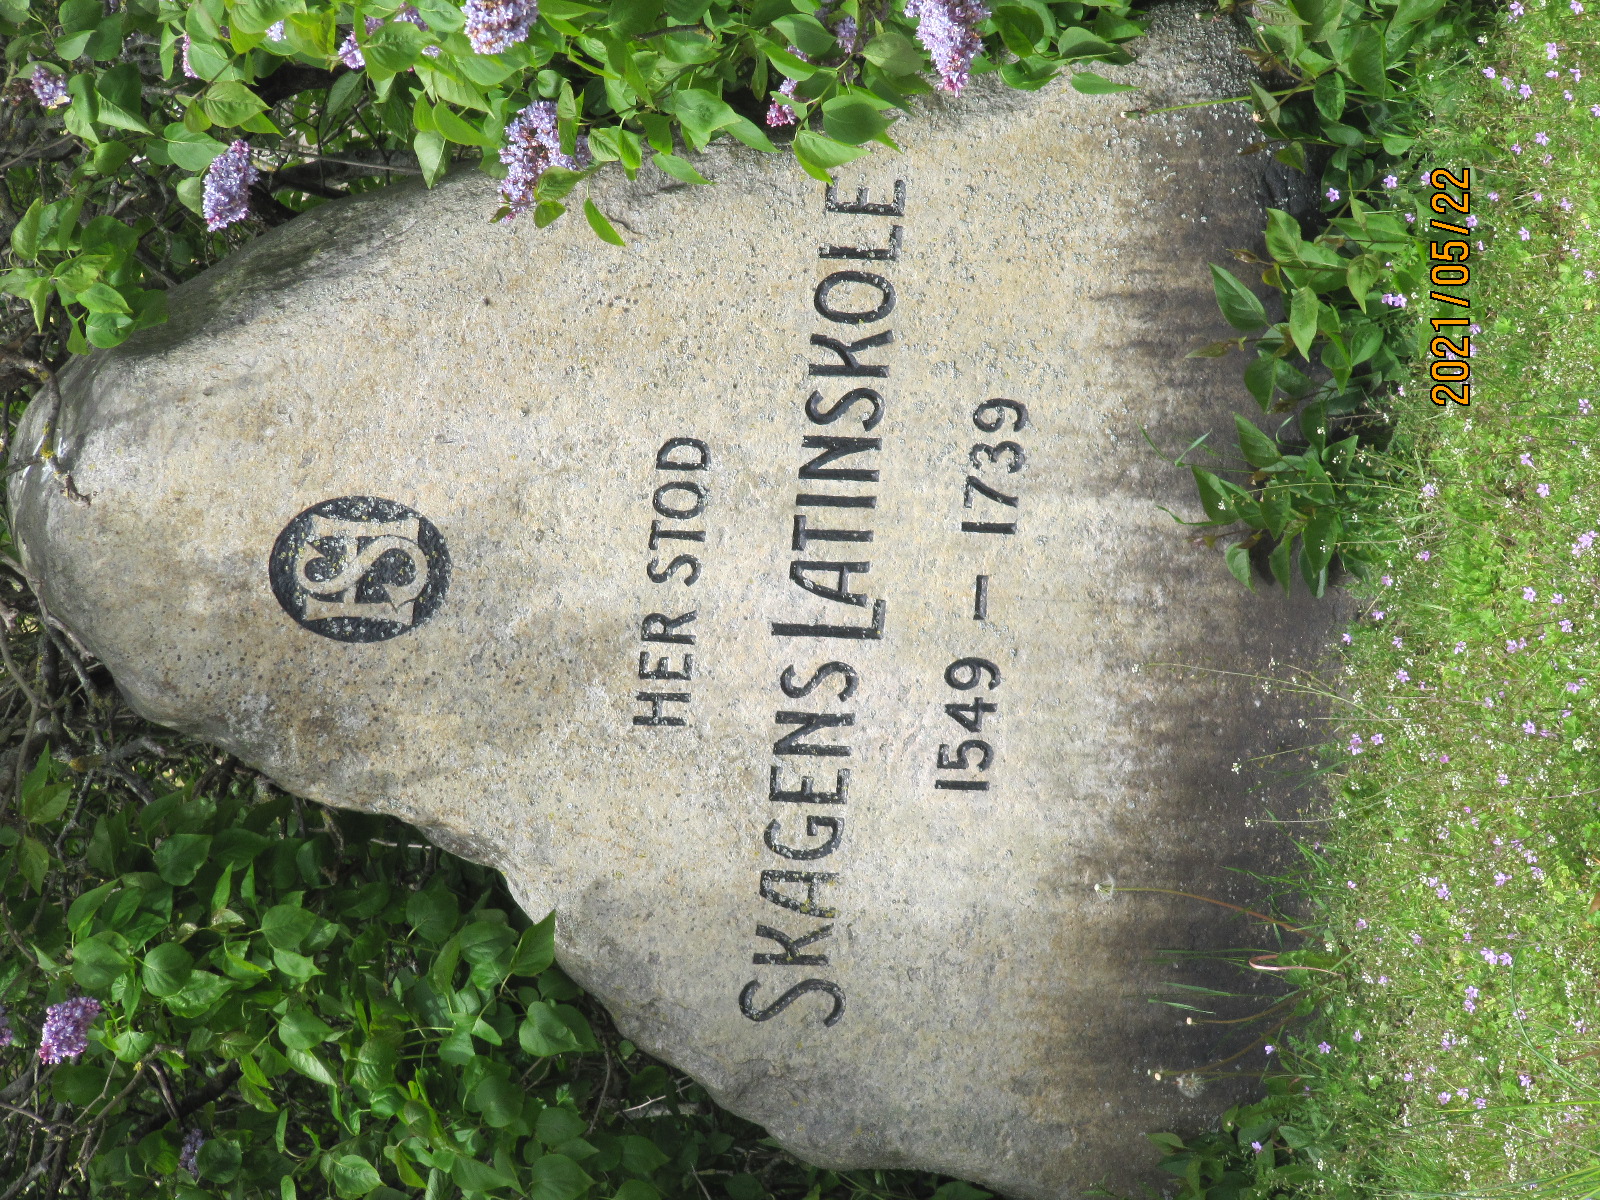 HER STOD
SKAGENS LATINSKOLE
1549 – 1739
2021/05/22